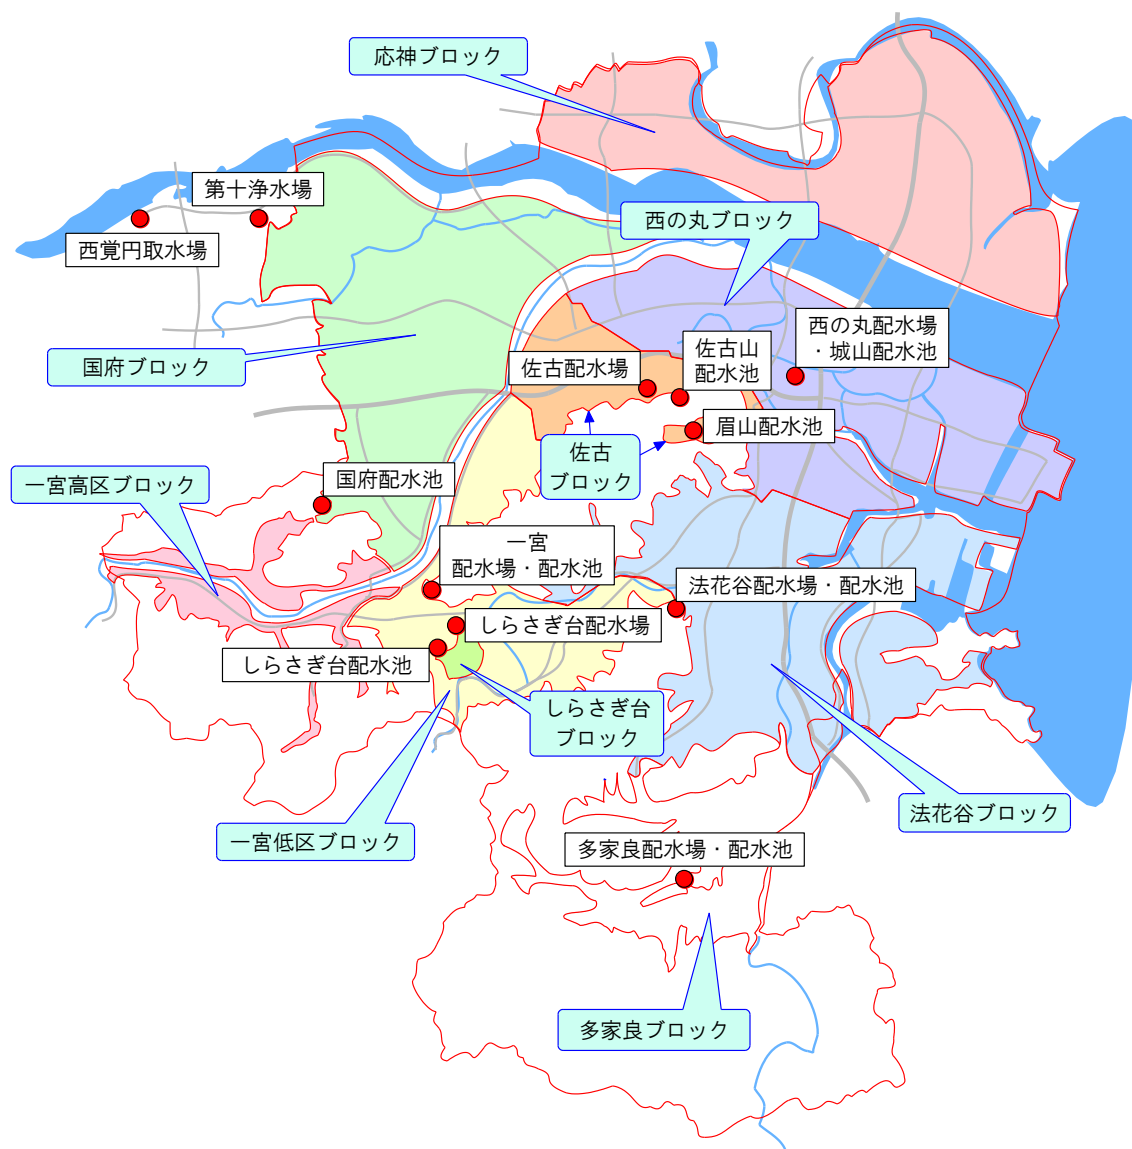 応神ブロック
第十浄水場
西覚円取水場
西の丸ブロック
西の丸配水場
・城山配水池
佐古山
配水池
国府ブロック
佐古配水場
眉山配水池
佐古
ブロック
国府配水池
一宮高区ブロック
一宮
配水場・配水池
法花谷配水場・配水池
しらさぎ台配水場
しらさぎ台配水池
しらさぎ台
ブロック
法花谷ブロック
一宮低区ブロック
多家良配水場・配水池
多家良ブロック